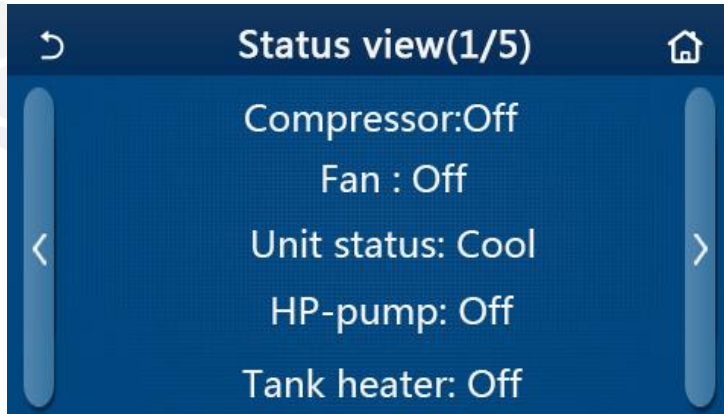 Status view(1/5)
Compressor:Off
Fan : Off
Unit status: Cool
HP-pump: Off
Tank heater: Off